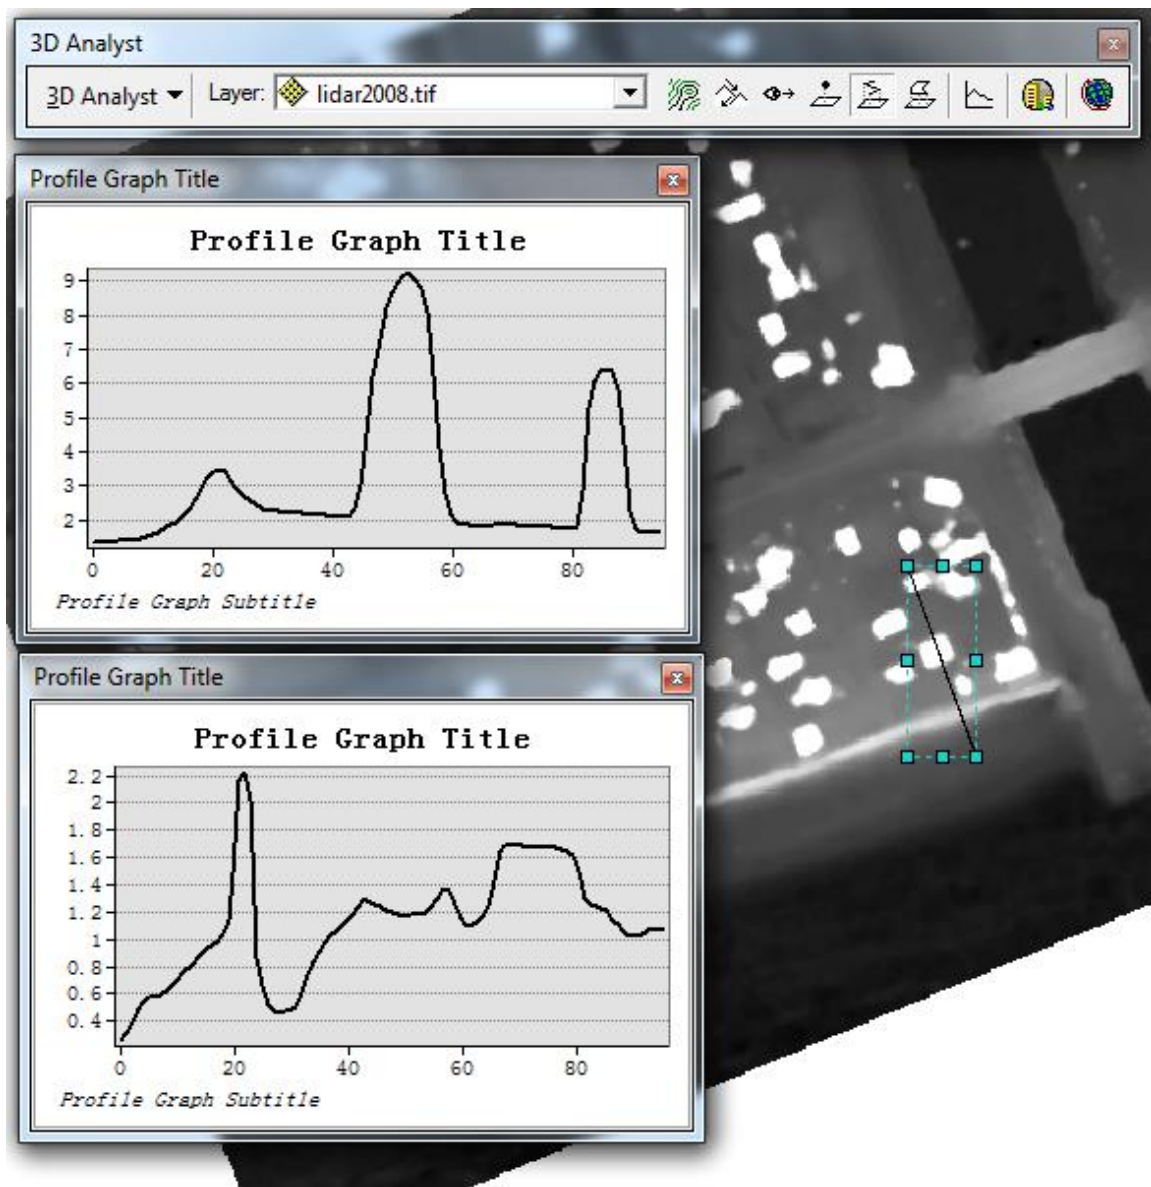 3D Analyst
3D Analyst Layer: lidar2008.tif
Profile Graph Title
Profile Graph Title
9
8
7
6
5
4
3
2
0 20 40 60 80
Profile Graph Subtitle
Profile Graph Title
Profile Graph Title
2.2
2
1.8
1.6
1.4
1.2
1
0.8
0.6
0.4
0 20 40 60 80
Profile Graph Subtitle